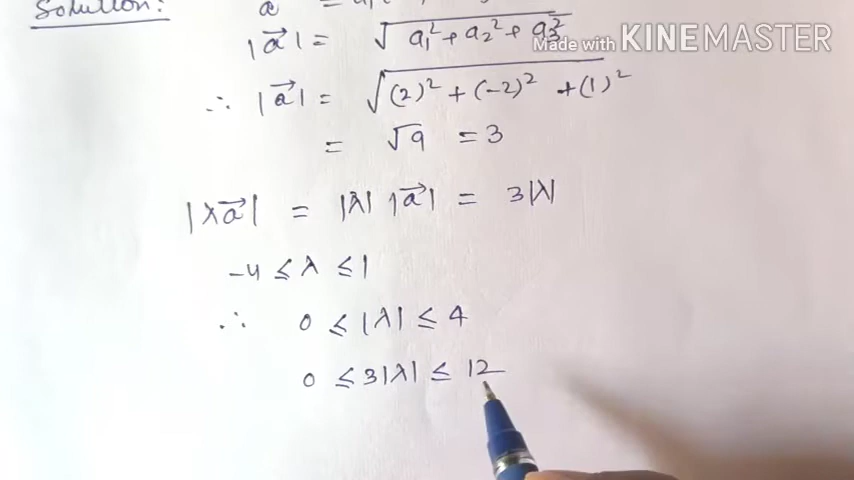 Solution:
|a⃗| = √(a₁² + a₂² + a₃²)
Made with KINEMASTER
∴ |a⃗| = √((2)² + (-2)² + (1)²)
= √9 = 3
|λa⃗| = |λ| |a⃗| = 3|λ|
-4 ≤ λ ≤ 1
∴ 0 ≤ |λ| ≤ 4
0 ≤ 3|λ| ≤ 12